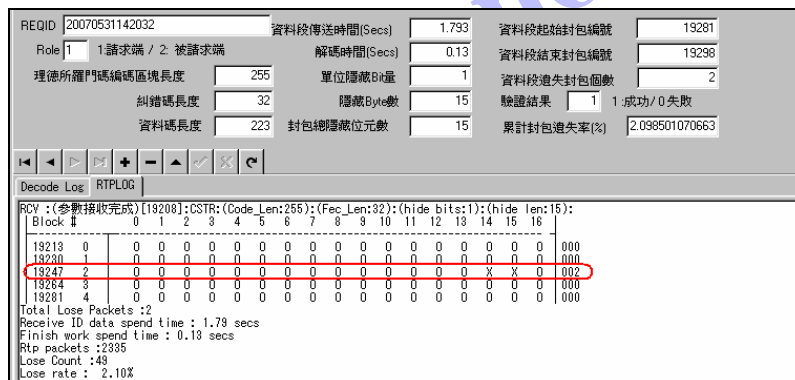 REQID 20070531142032 資料段傳送時間(Secs) 1.793 資料段起始封包編號 19281
Role 1 1:請求端 / 2: 被請求端 解碼時間(Secs) 0.13 資料段結束封包編號 19298
理德所羅門碼編碼區塊長度 255 單位隱藏Bit量 1 資料段遺失封包個數 2
糾錯碼長度 32 隱藏Byte數 15 驗證結果 1 1:成功/0失敗
資料碼長度 223 封包總隱藏位元數 15 累計封包遺失率(%) 2.098501070663
Decode Log RTPLOG
RCV :(參數接收完成)[19208]:CSTR:(Code_Len:255):(Fec_Len:32):(hide bits:1):(hide len:15):
Block # 0 1 2 3 4 5 6 7 8 9 10 11 12 13 14 15 16
19213 0 0 0 0 0 0 0 0 0 0 0 0 0 0 0 0 0 0 000
19230 1 0 0 0 0 0 0 0 0 0 0 0 0 0 0 0 0 0 000
19247 2 0 0 0 0 0 0 0 0 0 0 0 0 0 0 X X 0 002
19264 3 0 0 0 0 0 0 0 0 0 0 0 0 0 0 0 0 0 000
19281 4 0 0 0 0 0 0 0 0 0 0 0 0 0 0 0 0 0 000
Total Lose Packets :2
Receive ID data spend time : 1.79 secs
Finish work spend time : 0.13 secs
Rtp packets :2335
Lose Count :49
Lose rate : 2.10%